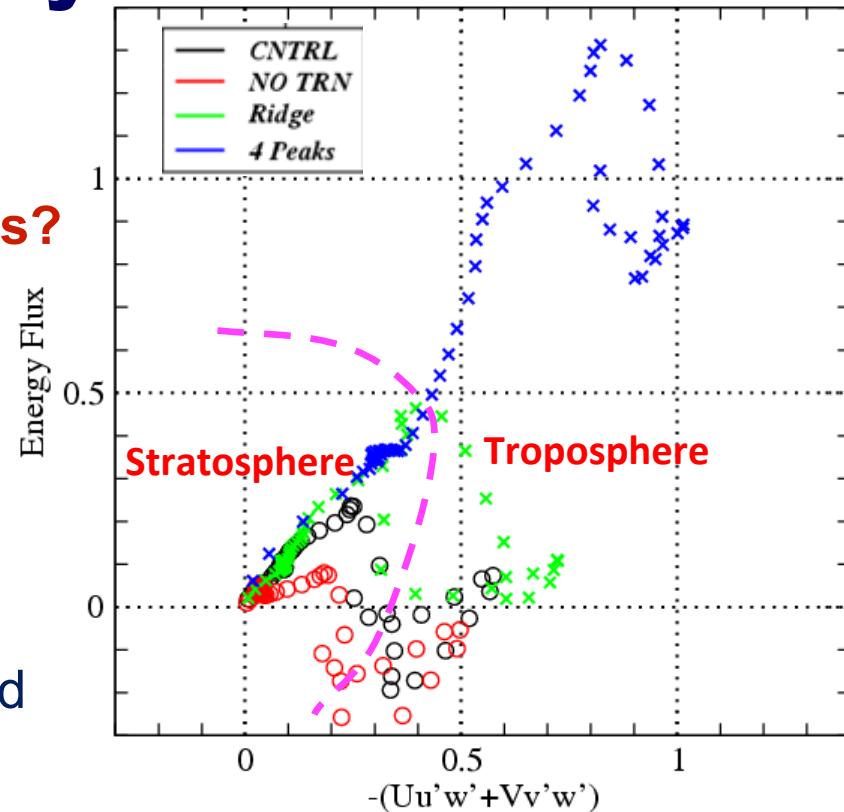 y
CNTRL
NO TRN
Ridge
4 Peaks
s?
1
0.5
0
Energy Flux
Stratosphere
Troposphere
d
0
0.5
1
-(Uu'w'+Vv'w')